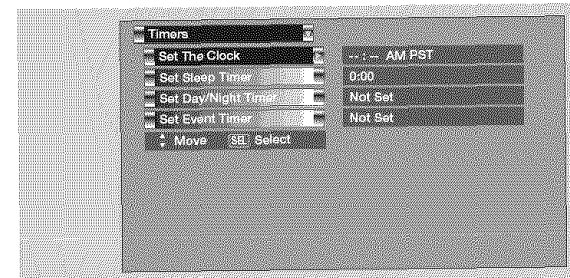 Timers
Set The Clock -- : -- AM PST
Set Sleep Timer 0:00
Set Day/Night Timer Not Set
Set Event Timer Not Set
Move SEL Select